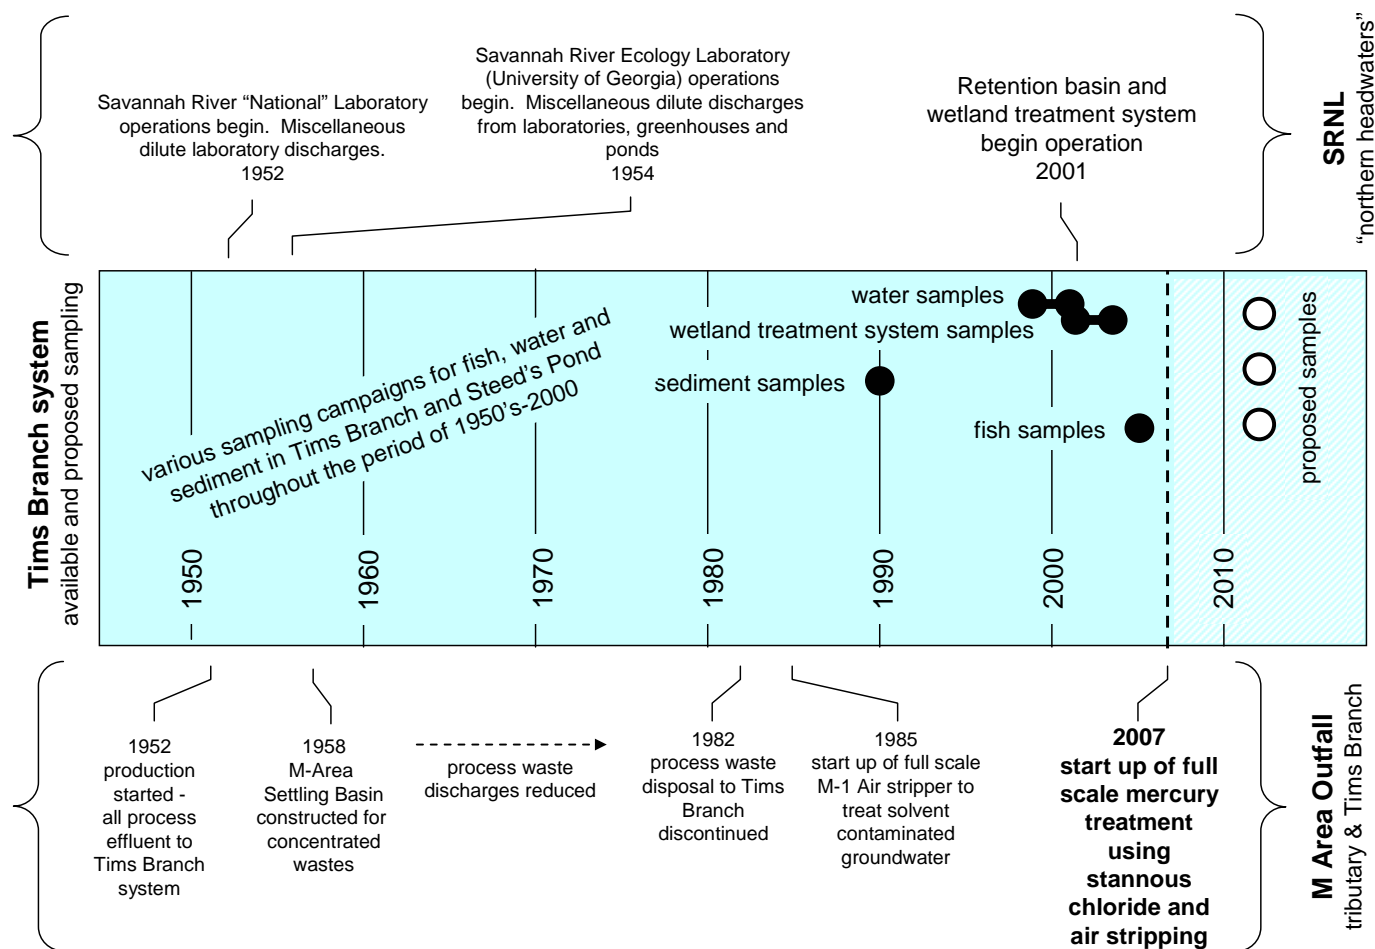 Savannah River “National” Laboratory
operations begin.  Miscellaneous
dilute laboratory discharges.
1952
Savannah River Ecology Laboratory
(University of Georgia) operations
begin.  Miscellaneous dilute discharges
from laboratories, greenhouses and
ponds
1954
Retention basin and
wetland treatment system
begin operation
2001
SRNL
“northern headwaters”
Tims Branch system
available and proposed sampling
various sampling campaigns for fish, water and
sediment in Tims Branch and Steed’s Pond
throughout the period of 1950’s-2000
water samples
wetland treatment system samples
sediment samples
fish samples
proposed samples
1950
1960
1970
1980
1990
2000
2010
1952
production
started -
all process
effluent to
Tims Branch
system
1958
M-Area
Settling Basin
constructed for
concentrated
wastes
process waste
discharges reduced
1982
process waste
disposal to Tims
Branch
discontinued
1985
start up of full scale
M-1 Air stripper to
treat solvent
contaminated
groundwater
2007
start up of full
scale mercury
treatment
using
stannous
chloride and
air stripping
M Area Outfall
tributary & Tims Branch